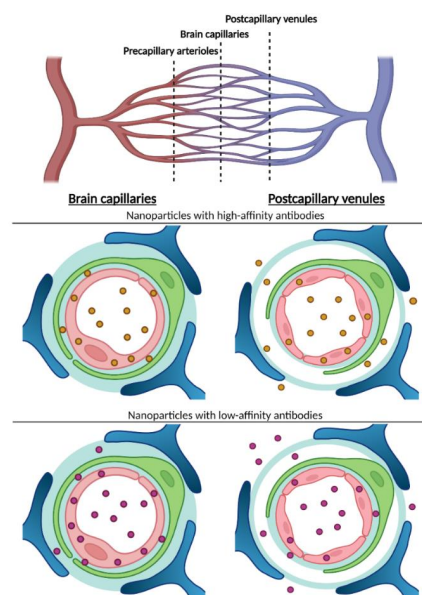 Postcapillary venules
Brain capillaries
Precapillary arterioles
Brain capillaries
Postcapillary venules
Nanoparticles with high-affinity antibodies
Nanoparticles with low-affinity antibodies